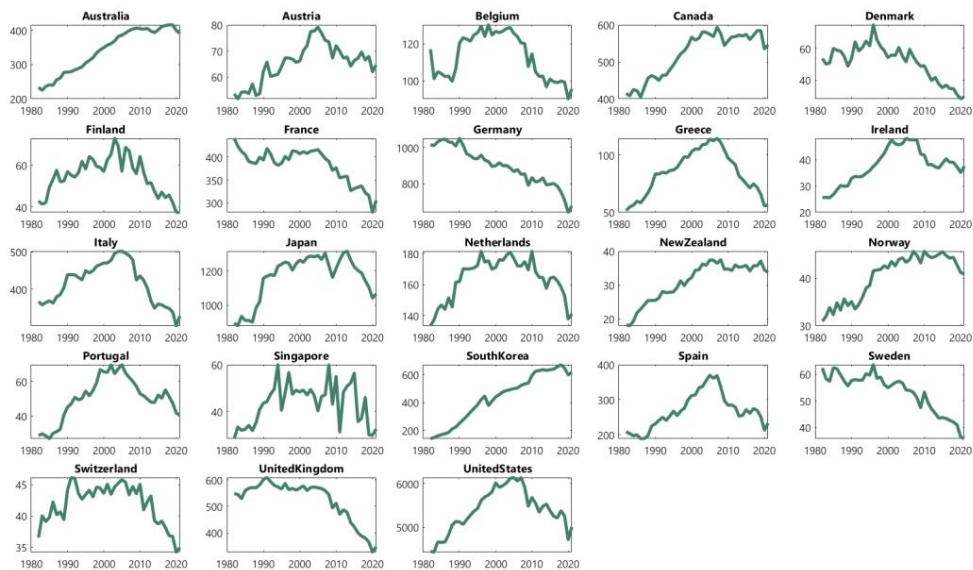 Australia
400
300
200
1980 1990 2000 2010 2020
Austria
80
70
60
1980 1990 2000 2010 2020
Belgium
120
100
1980 1990 2000 2010 2020
Canada
600
500
400
1980 1990 2000 2010 2020
Denmark
60
40
1980 1990 2000 2010 2020
Finland
60
40
1980 1990 2000 2010 2020
France
400
350
300
1980 1990 2000 2010 2020
Germany
1000
800
1980 1990 2000 2010 2020
Greece
100
50
1980 1990 2000 2010 2020
Ireland
40
30
20
1980 1990 2000 2010 2020
Italy
500
400
1980 1990 2000 2010 2020
Japan
1200
1000
1980 1990 2000 2010 2020
Netherlands
180
160
140
1980 1990 2000 2010 2020
NewZealand
40
30
20
1980 1990 2000 2010 2020
Norway
40
30
1980 1990 2000 2010 2020
Portugal
60
40
1980 1990 2000 2010 2020
Singapore
60
40
1980 1990 2000 2010 2020
SouthKorea
600
400
200
1980 1990 2000 2010 2020
Spain
400
300
200
1980 1990 2000 2010 2020
Sweden
60
50
40
1980 1990 2000 2010 2020
Switzerland
45
40
35
1980 1990 2000 2010 2020
UnitedKingdom
600
500
400
1980 1990 2000 2010 2020
UnitedStates
6000
5000
1980 1990 2000 2010 2020